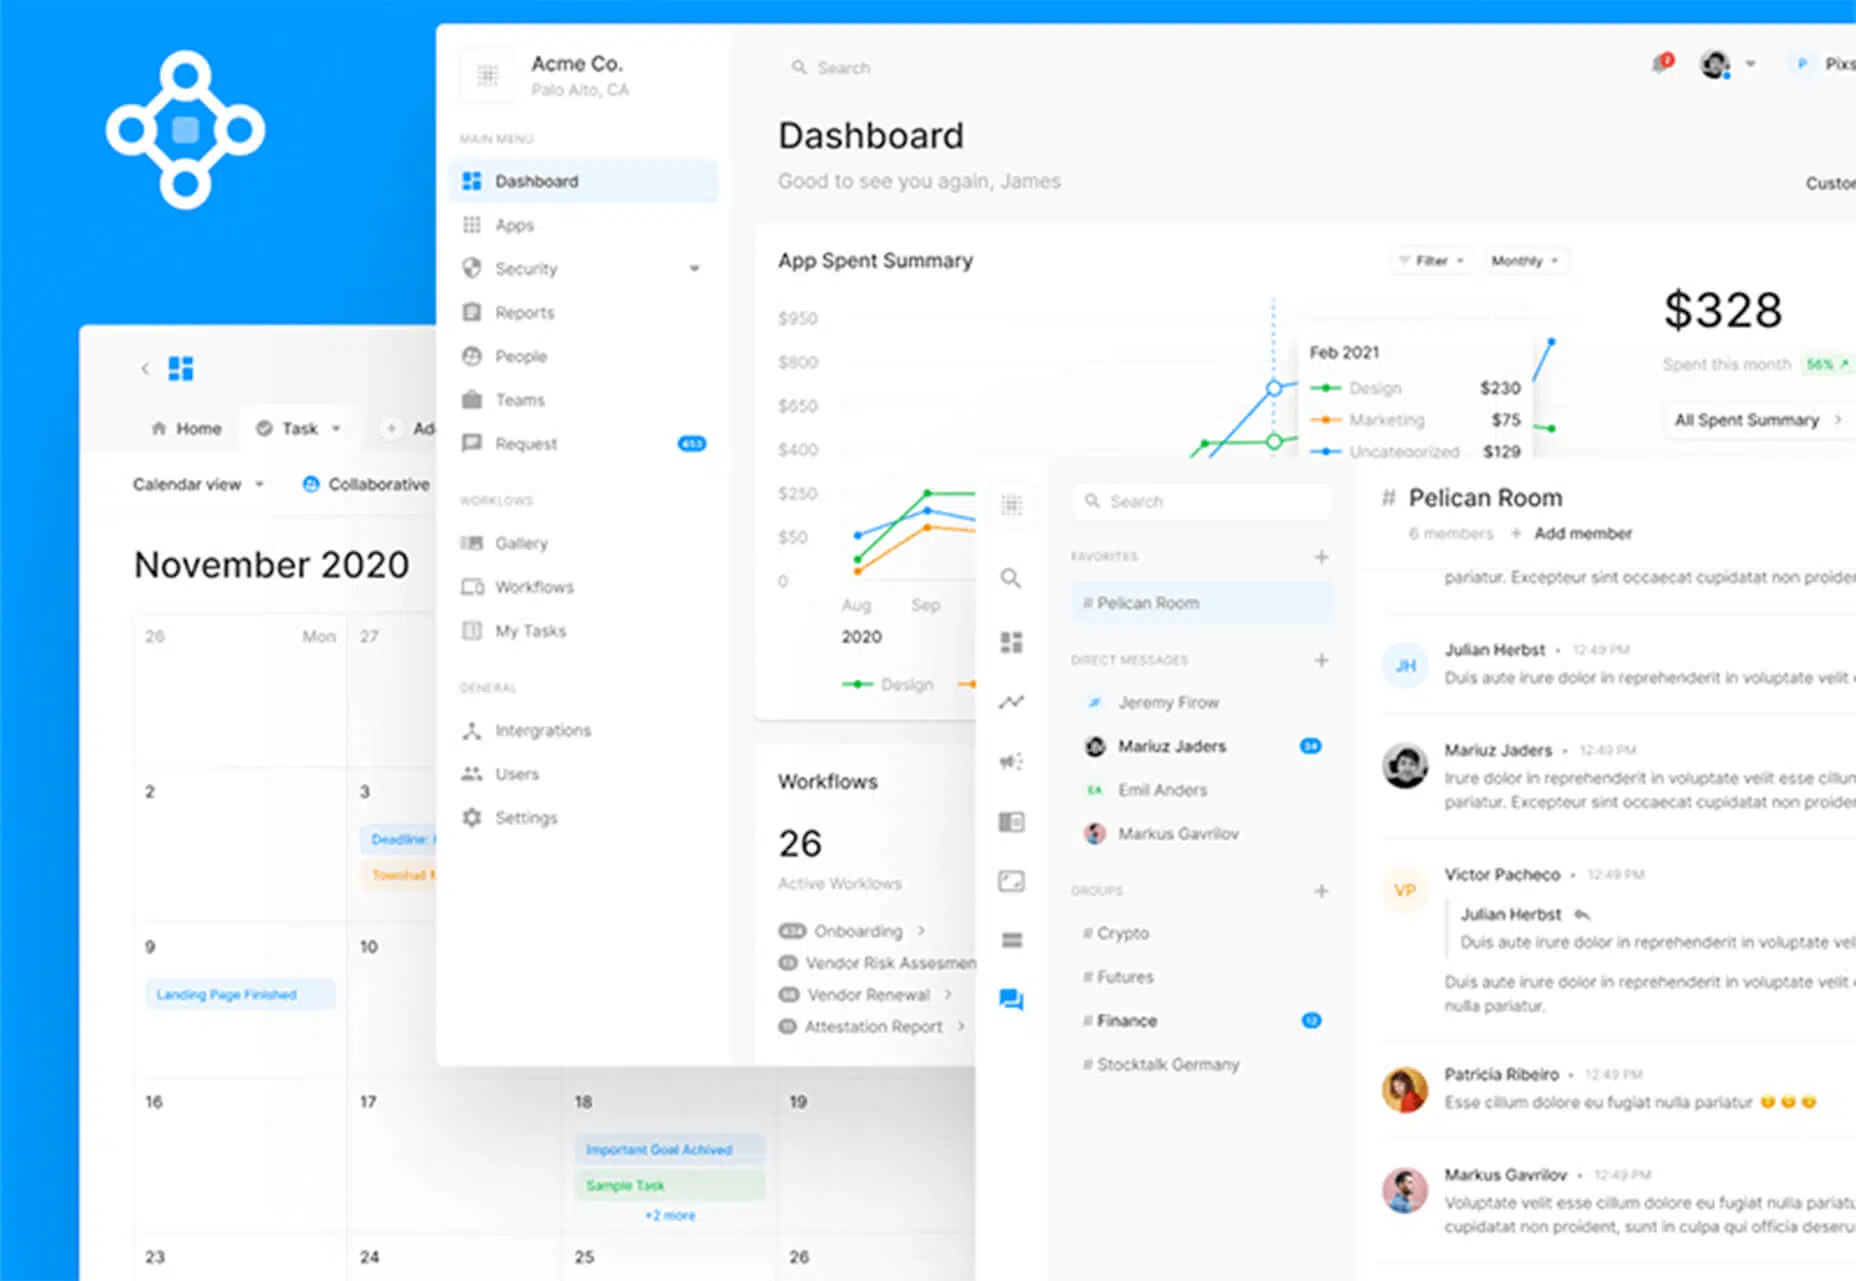 Acme Co.
Palo Alto, CA
MAIN MENU
Dashboard
Apps
Security
Reports
People
Teams
Request
453
WORKLOWS
Gallery
Workflows
My Tasks
GENERAL
Intergrations
Users
Settings
Search
P Pixs
Dashboard
Good to see you again, James
Custor
App Spent Summary
Filter
Monthly
$950
$800
$650
$400
$250
$50
0
Aug
Sep
2020
Design
Feb 2021
Design $230
Marketing $75
Uncategorized $129
$328
Spent this month 56%
All Spent Summary
Workflows
26
Active Worklows
Onboarding
Vendor Risk Assesmen
Vendor Renewal
Attestation Report
Home
Task
+ Ad
Calendar view
Collaborative
November 2020
26 Mon 27
2 3
Deadline:
Townhall
9 10
Landing Page Finished
16 17 18 19
Important Goal Achived
Sample Task
+2 more
23 24 25 26
Search
FAVORITES +
# Pelican Room
DIRECT MESSAGES +
JF Jeremy Firow
Mariuz Jaders
EA Emil Anders
Markus Gavrilov
GROUPS +
# Crypto
# Futures
# Finance 12
# Stocktalk Germany
# Pelican Room
6 members + Add member
pariatur. Excepteur sint occaecat cupidatat non proiden
JH
Julian Herbst • 12:49 PM
Duis aute irure dolor in reprehenderit in voluptate velit
Mariuz Jaders • 12:49 PM
Irure dolor in reprehenderit in voluptate velit esse cillum
pariatur. Excepteur sint occaecat cupidatat non proiden
VP
Victor Pacheco • 12:49 PM
Julian Herbst
Duis aute irure dolor in reprehenderit in voluptate vel
Duis aute irure dolor in reprehenderit in voluptate velit
nulla pariatur.
Patricia Ribeiro • 12:49 PM
Esse cillum dolore eu fugiat nulla pariatur 😊 😊 😊
Markus Gavrilov • 12:49 PM
Voluptate velit esse cillum dolore eu fugiat nulla pariatu
cupidatat non proident, sunt in culpa qui officia deserun